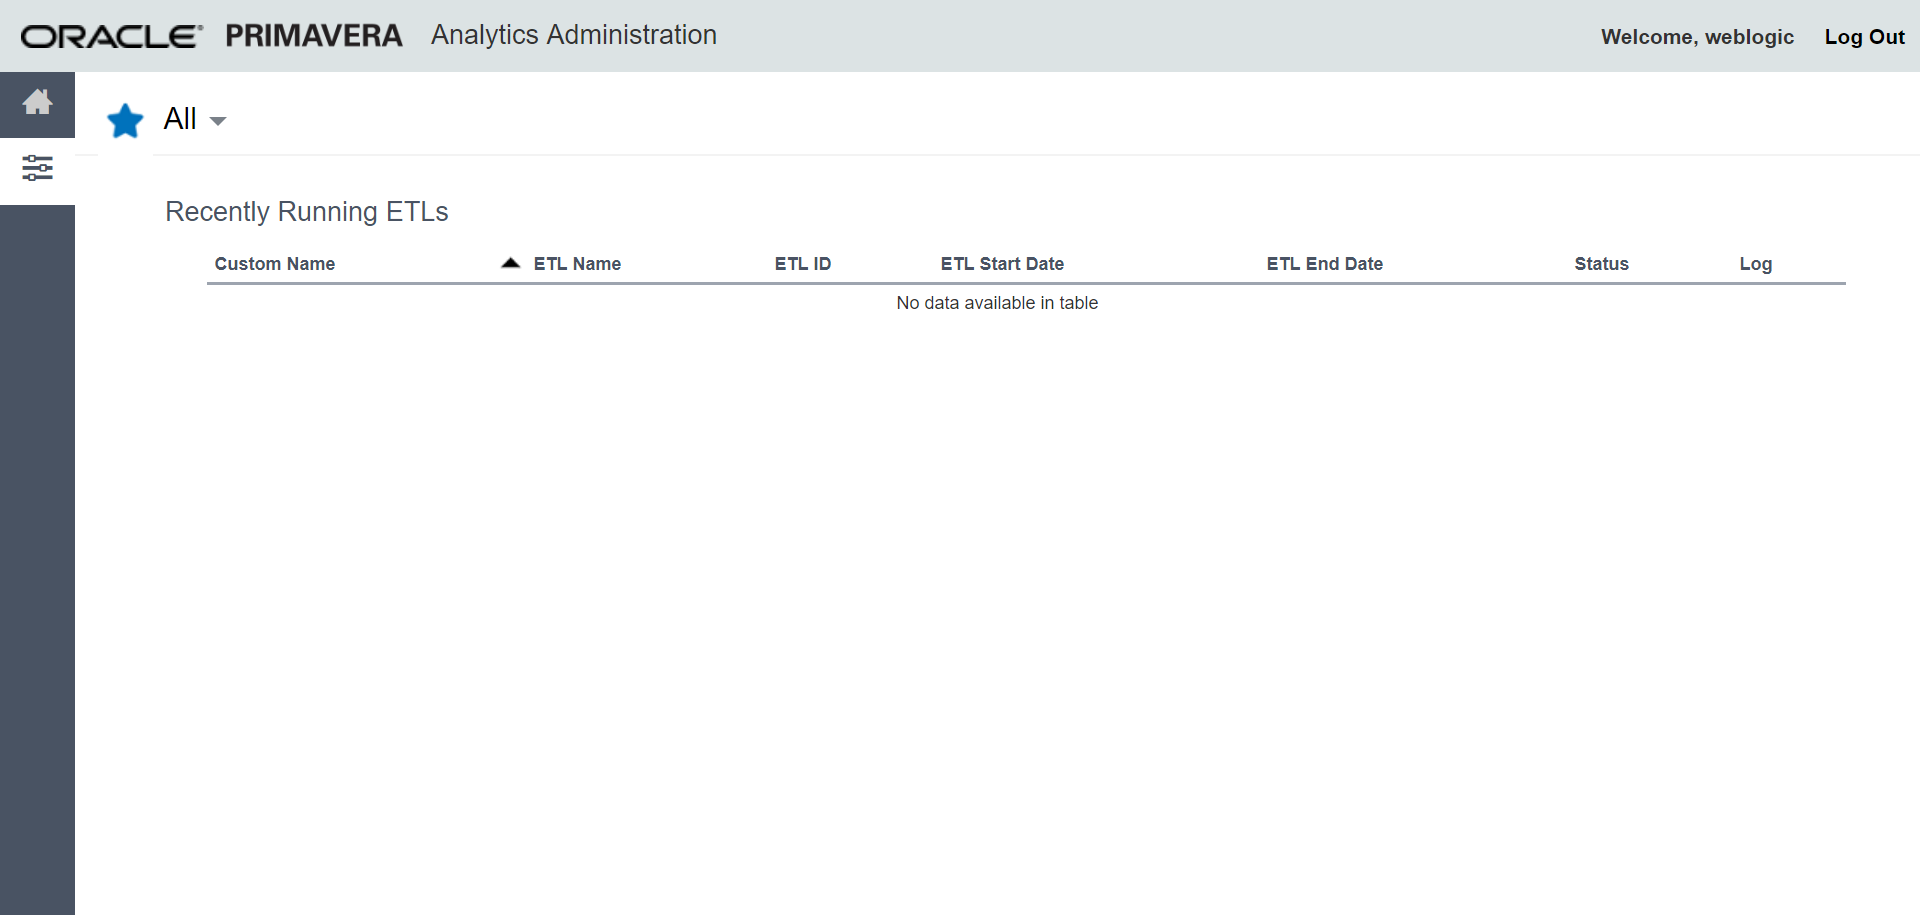 ORACLE® PRIMAVERA Analytics Administration Welcome, weblogic Log Out
All
Recently Running ETLs
Custom Name ETL Name ETL ID ETL Start Date ETL End Date Status Log
No data available in table